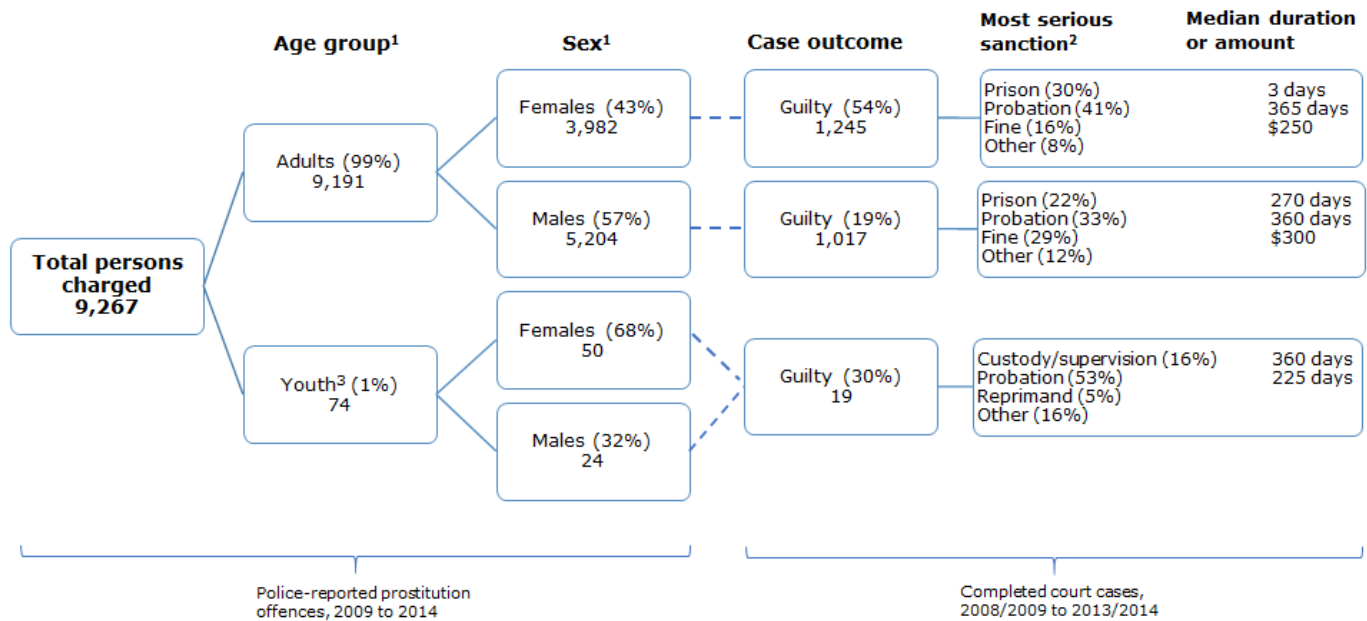 Age group¹
Sex¹
Case outcome
Most serious
sanction²
Median duration
or amount
Total persons
charged
9,267
Adults (99%)
9,191
Females (43%)
3,982
Guilty (54%)
1,245
Prison (30%) 3 days
Probation (41%) 365 days
Fine (16%) $250
Other (8%)
Males (57%)
5,204
Guilty (19%)
1,017
Prison (22%) 270 days
Probation (33%) 360 days
Fine (29%) $300
Other (12%)
Youth³ (1%)
74
Females (68%)
50
Males (32%)
24
Guilty (30%)
19
Custody/supervision (16%) 360 days
Probation (53%) 225 days
Reprimand (5%)
Other (16%)
Police-reported prostitution
offences, 2009 to 2014
Completed court cases,
2008/2009 to 2013/2014